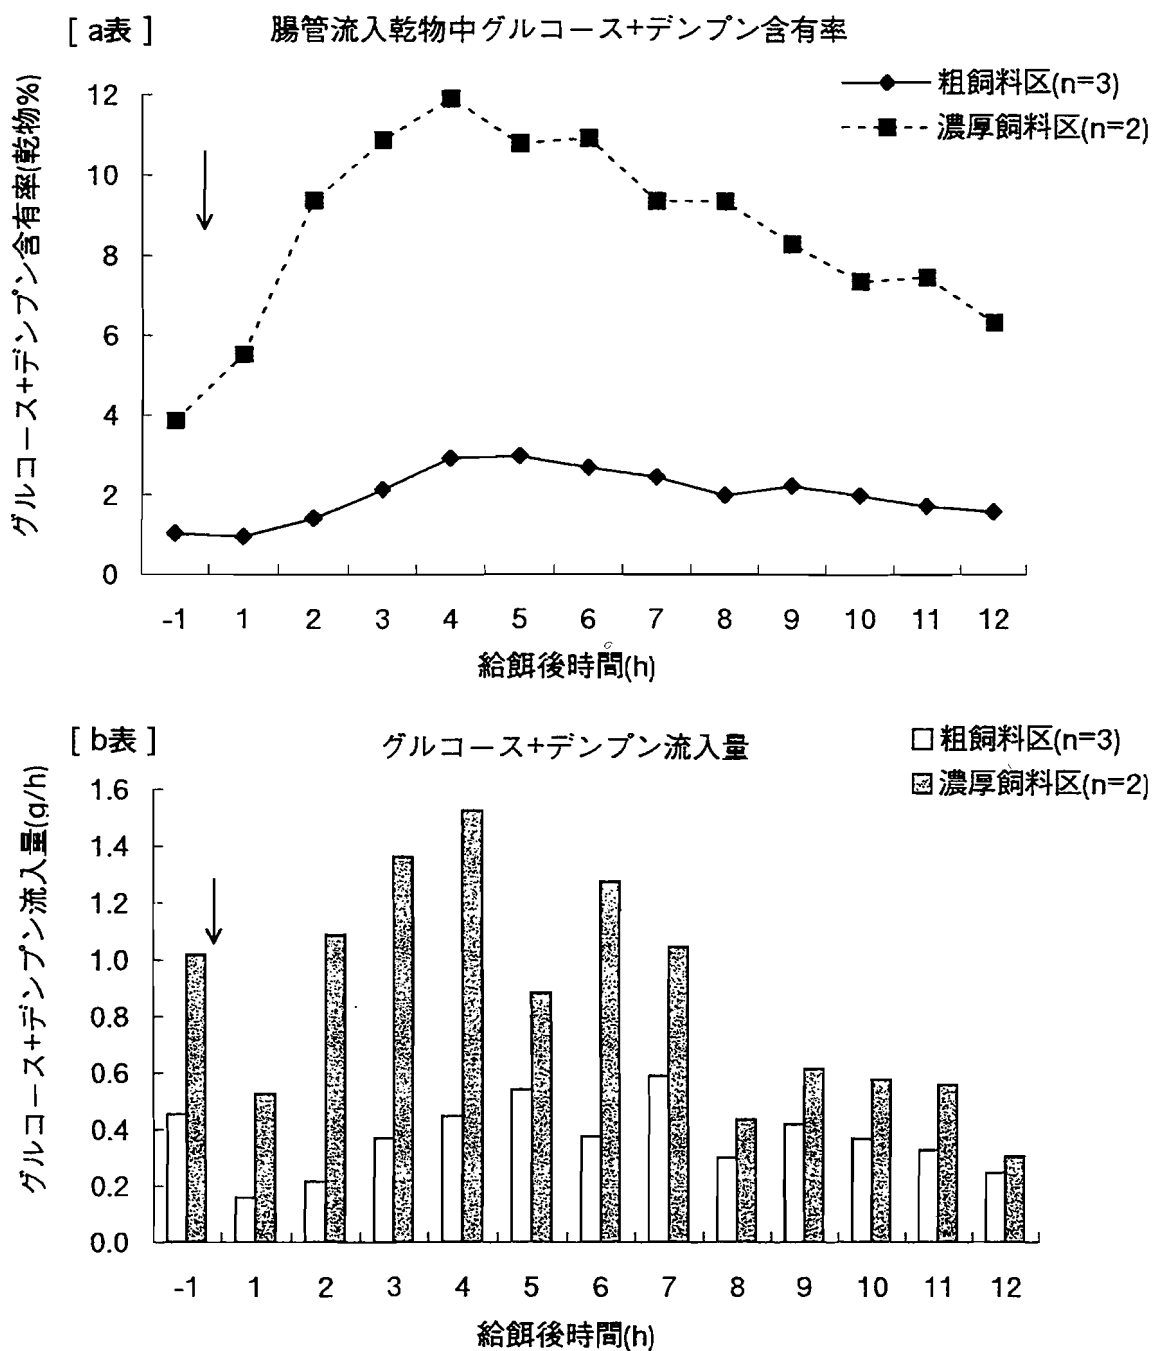 [ a表 ] 腸管流入乾物中グルコース+デンプン含有率
粗飼料区(n=3)
濃厚飼料区(n=2)
グルコース+デンプン含有率(乾物%)
12
10
8
6
4
2
0
-1 1 2 3 4 5 6 7 8 9 10 11 12
給餌後時間(h)
[ b表 ] グルコース+デンプン流入量
粗飼料区(n=3)
濃厚飼料区(n=2)
グルコース+デンプン流入量(g/h)
1.6
1.4
1.2
1.0
0.8
0.6
0.4
0.2
0.0
-1 1 2 3 4 5 6 7 8 9 10 11 12
給餌後時間(h)